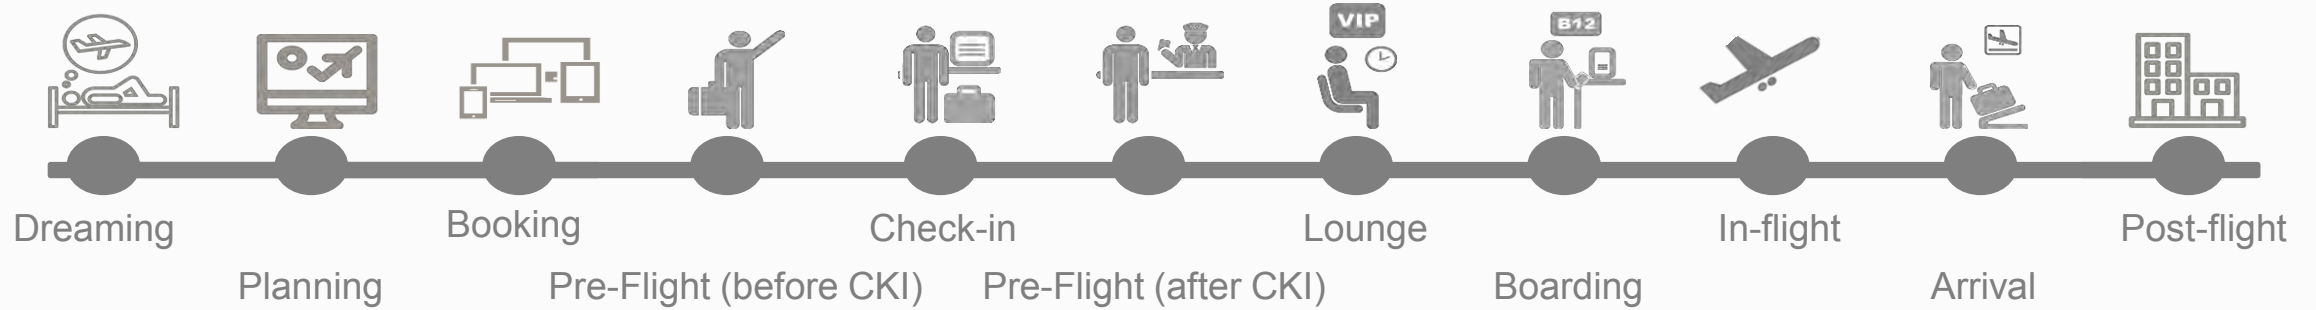 VIP
B12
Dreaming
Planning
Booking
Pre-Flight (before CKI)
Check-in
Pre-Flight (after CKI)
Lounge
Boarding
In-flight
Arrival
Post-flight